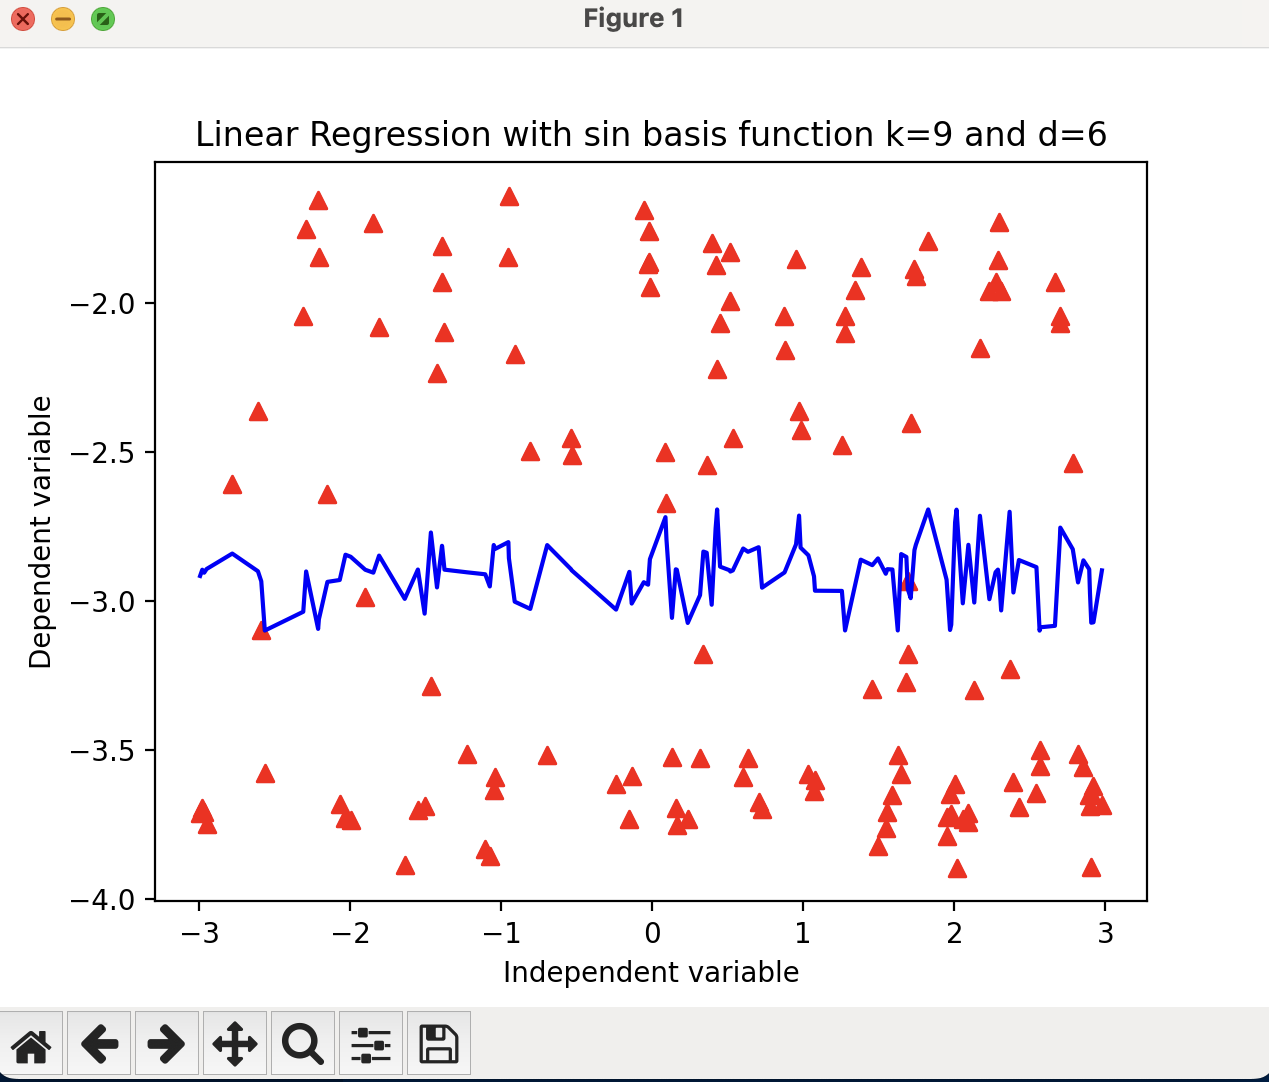 Figure 1
Linear Regression with sin basis function k=9 and d=6
−2.0
−2.5
−3.0
−3.5
−4.0
Dependent variable
−3 −2 −1 0 1 2 3
Independent variable